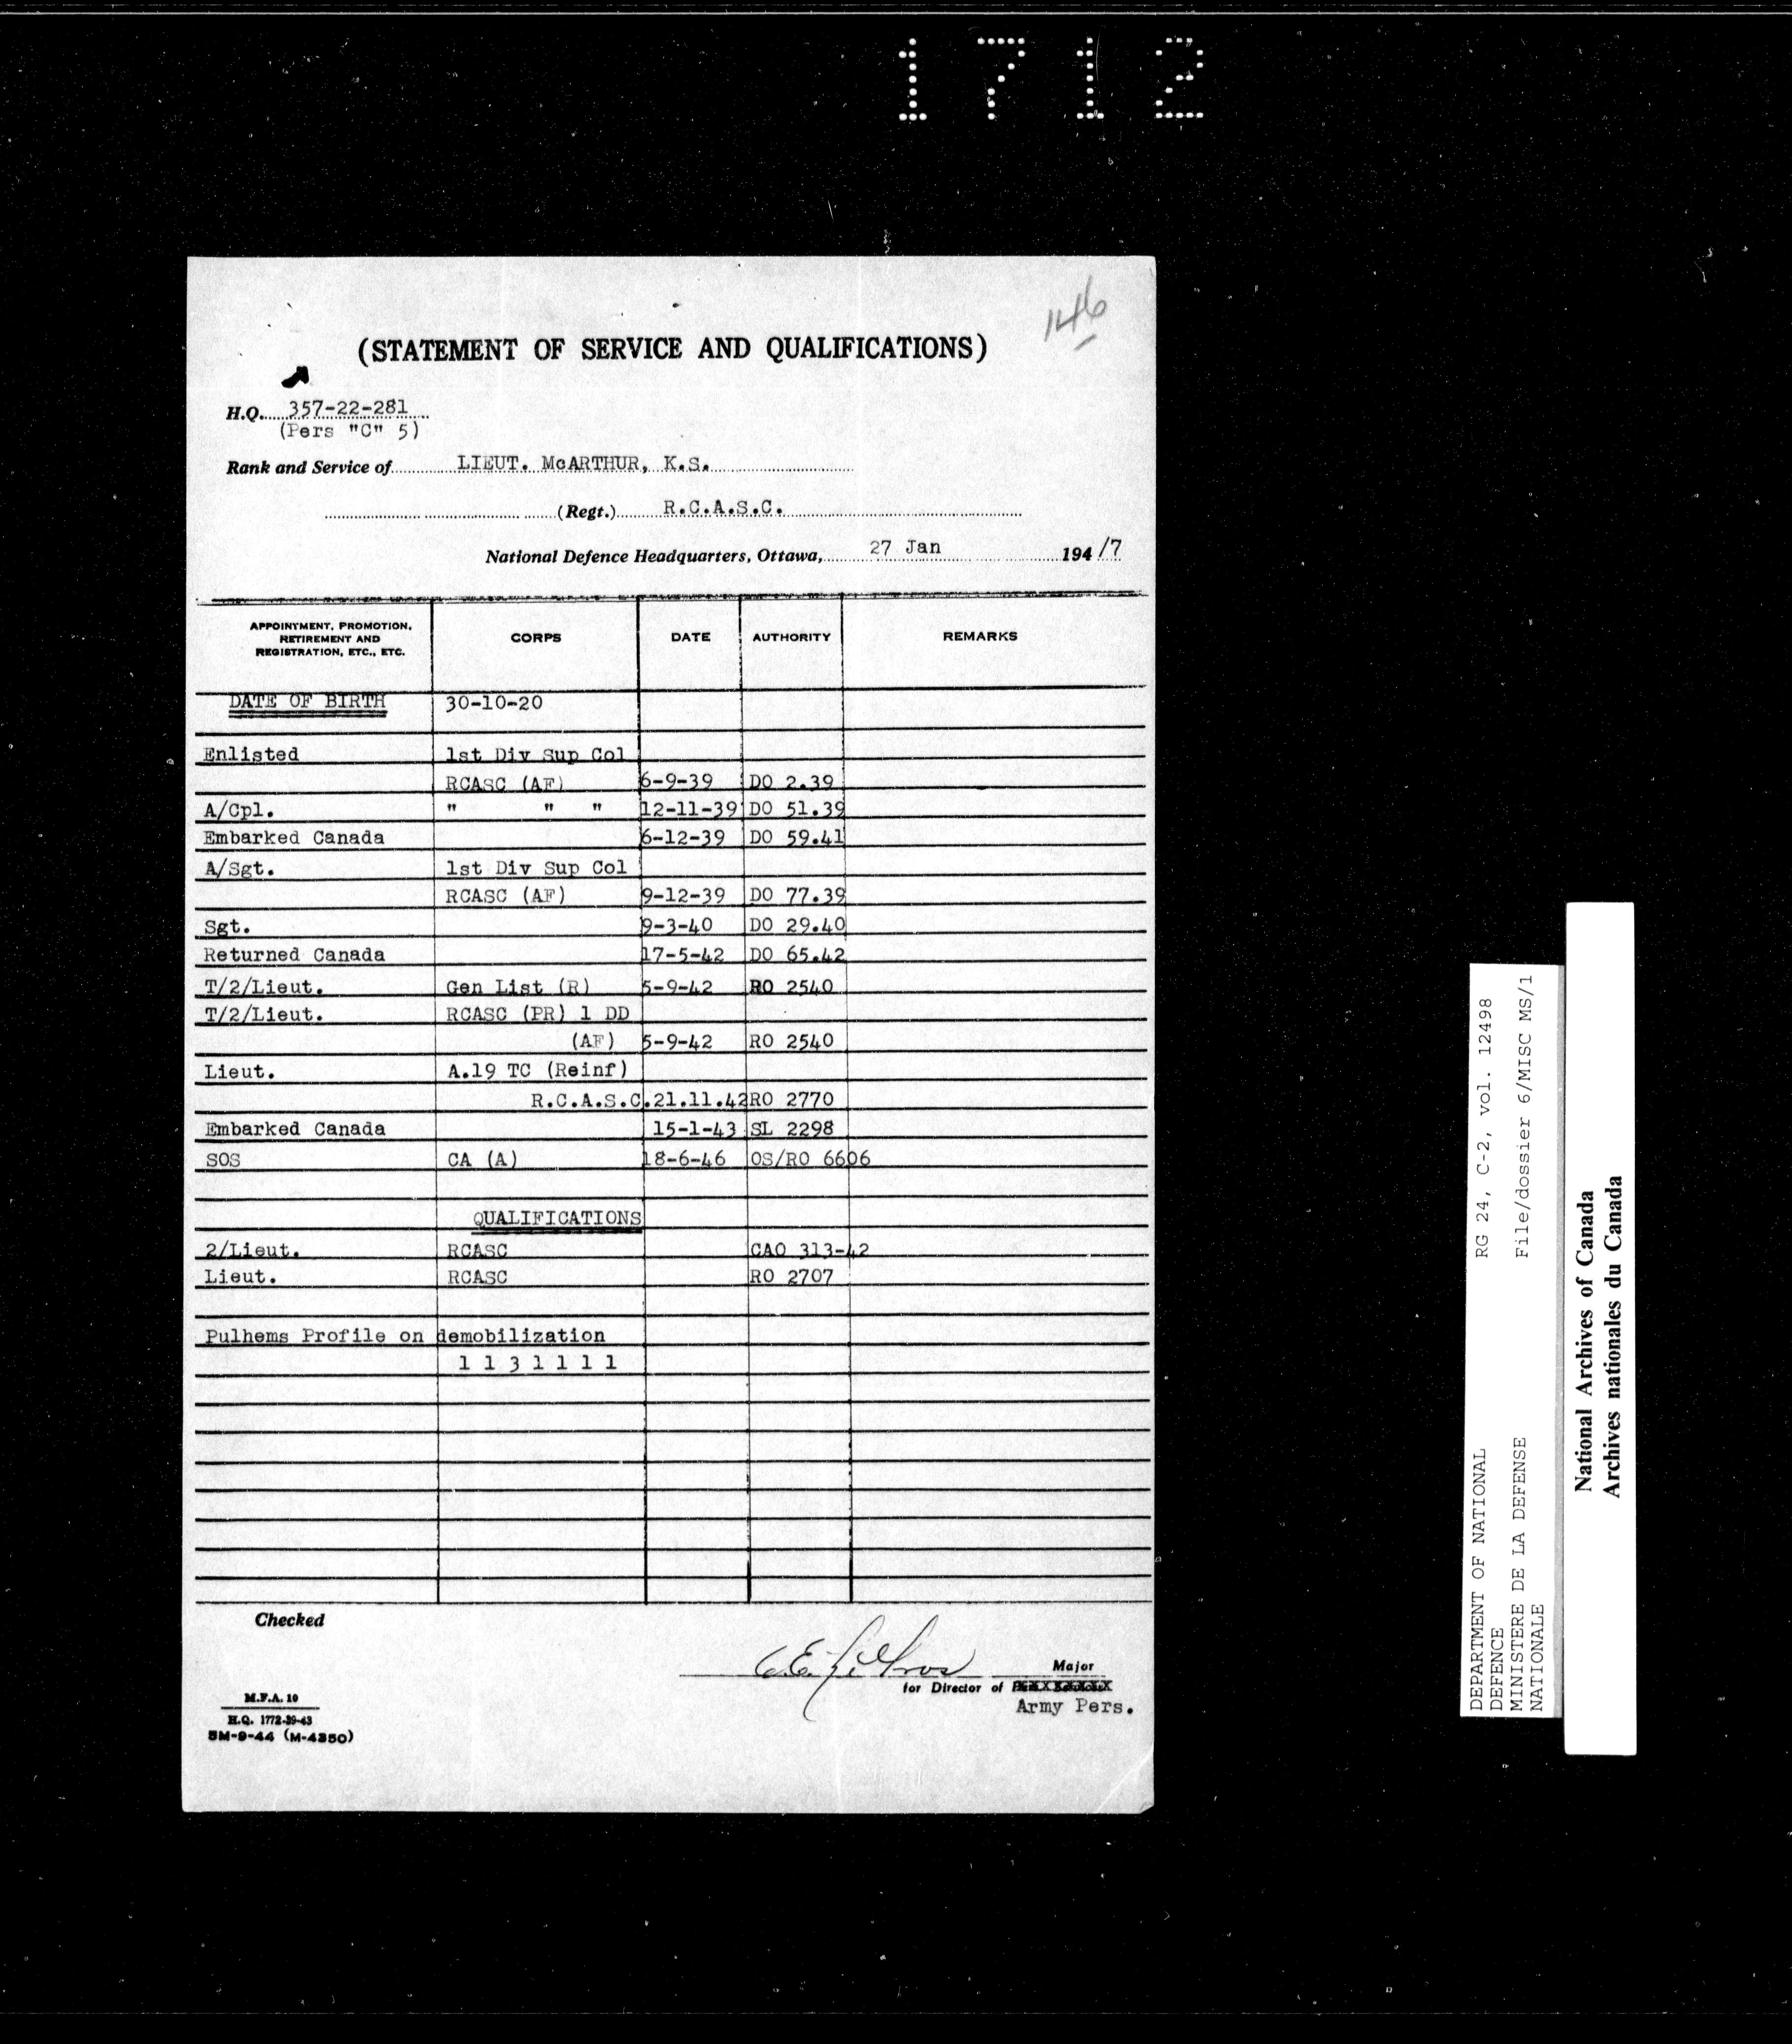 1712
146
(STATEMENT OF SERVICE AND QUALIFICATIONS)
H.Q. 357-22-281
(Pers "C" 5)
Rank and Service of LIEUT. McARTHUR, K.S.
(Regt.) R.C.A.S.C.
National Defence Headquarters, Ottawa, 27 Jan 194/7
APPOINTMENT, PROMOTION, RETIREMENT AND REGISTRATION, ETC., ETC. CORPS DATE AUTHORITY REMARKS
DATE OF BIRTH 30-10-20
Enlisted 1st Div Sup Col
RCASC (AF) 6-9-39 DO 2.39
A/Cpl. " " " 12-11-39 DO 51.39
Embarked Canada 6-12-39 DO 59.41
A/Sgt. 1st Div Sup Col
RCASC (AF) 9-12-39 DO 77.39
Sgt. 9-3-40 DO 29.40
Returned Canada 17-5-42 DO 65.42
T/2/Lieut. Gen List (R) 5-9-42 RO 2540
T/2/Lieut. RCASC (PR) 1 DD
(AF) 5-9-42 RO 2540
Lieut. A.19 TC (Reinf)
R.C.A.S.C. 21.11.42 RO 2770
Embarked Canada 15-1-43 SL 2298
SOS CA (A) 18-6-46 OS/RO 6606
QUALIFICATIONS
2/Lieut. RCASC CAO 313-42
Lieut. RCASC RO 2707
Pulhems Profile on demobilization
1 1 3 1 1 1 1
Checked
Major
for Director of
Army Pers.
M.F.A. 10
H.Q. 1772-39-43
5M-9-44 (M-4350)
DEPARTMENT OF NATIONAL RG 24, C-2, vol. 12498
DEFENCE
MINISTERE DE LA DEFENSE File/dossier 6/MISC MS/1
NATIONALE
National Archives of Canada
Archives nationales du Canada